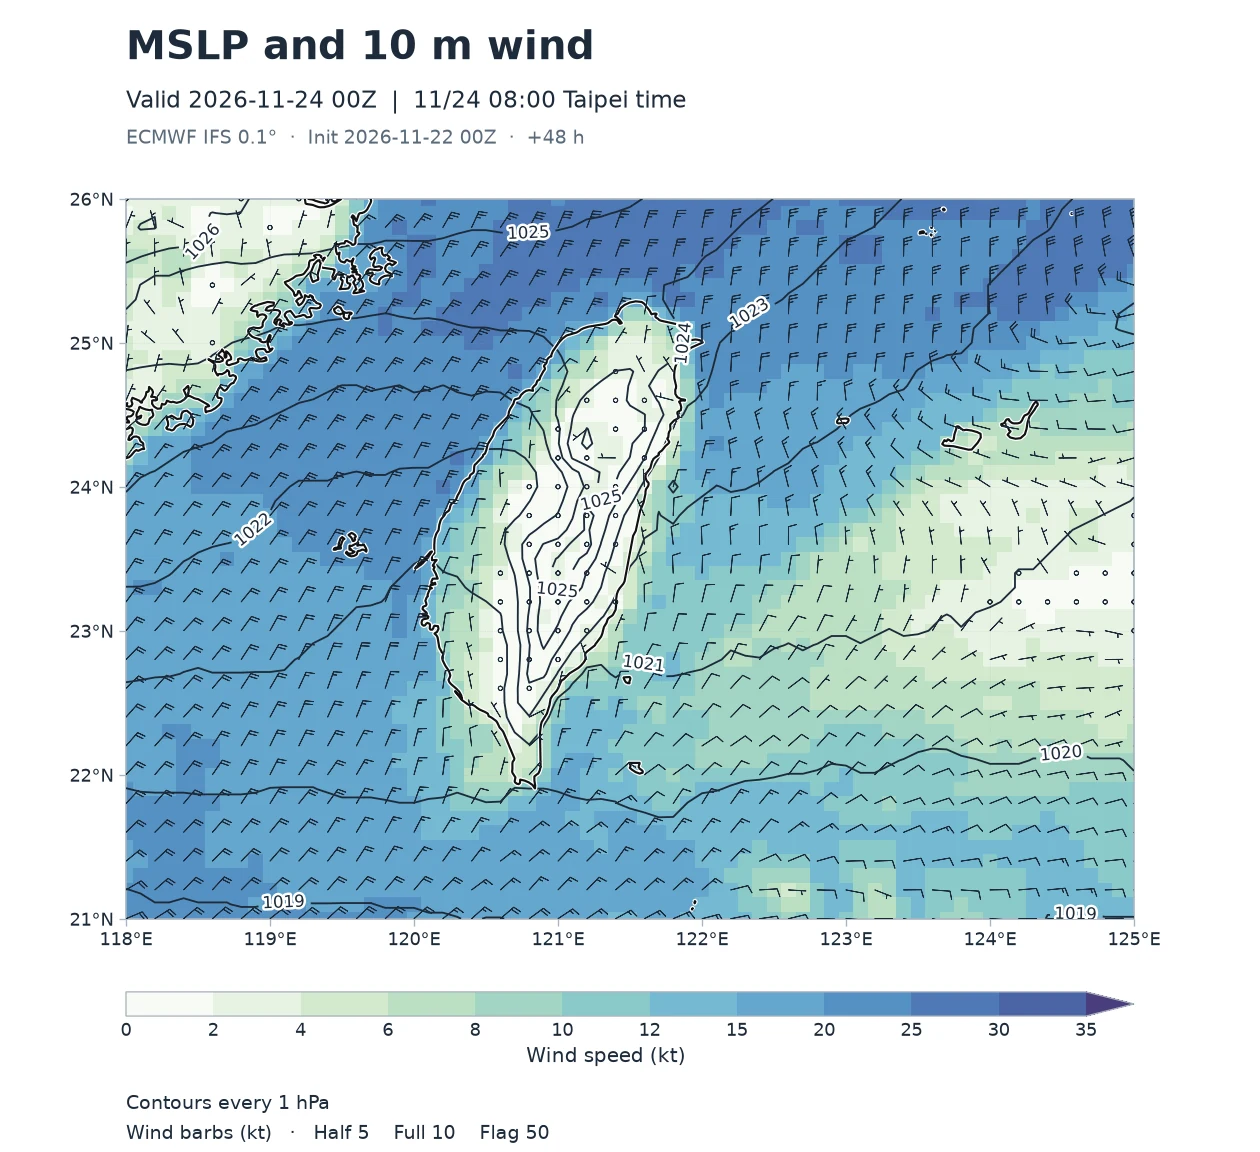 MSLP and 10 m wind
Valid 2026-11-24 00Z | 11/24 08:00 Taipei time
ECMWF IFS 0.1° · Init 2026-11-22 00Z · +48 h
26°N
1026
1025
1023
25°N
1024
24°N
1025
1022
1025
23°N
1021
22°N
1020
1019
1019
21°N
118°E 119°E 120°E 121°E 122°E 123°E 124°E 125°E
0 2 4 6 8 10 12 15 20 25 30 35
Wind speed (kt)
Contours every 1 hPa
Wind barbs (kt) · Half 5 Full 10 Flag 50